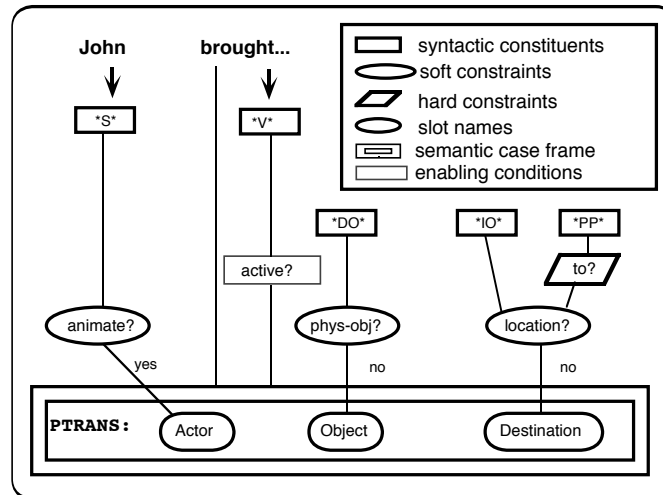 John brought...
syntactic constituents
soft constraints
hard constraints
slot names
semantic case frame
enabling conditions
*S* *V*
*DO* *IO* *PP*
active? to?
animate? phys-obj? location?
yes no no
PTRANS: Actor Object Destination